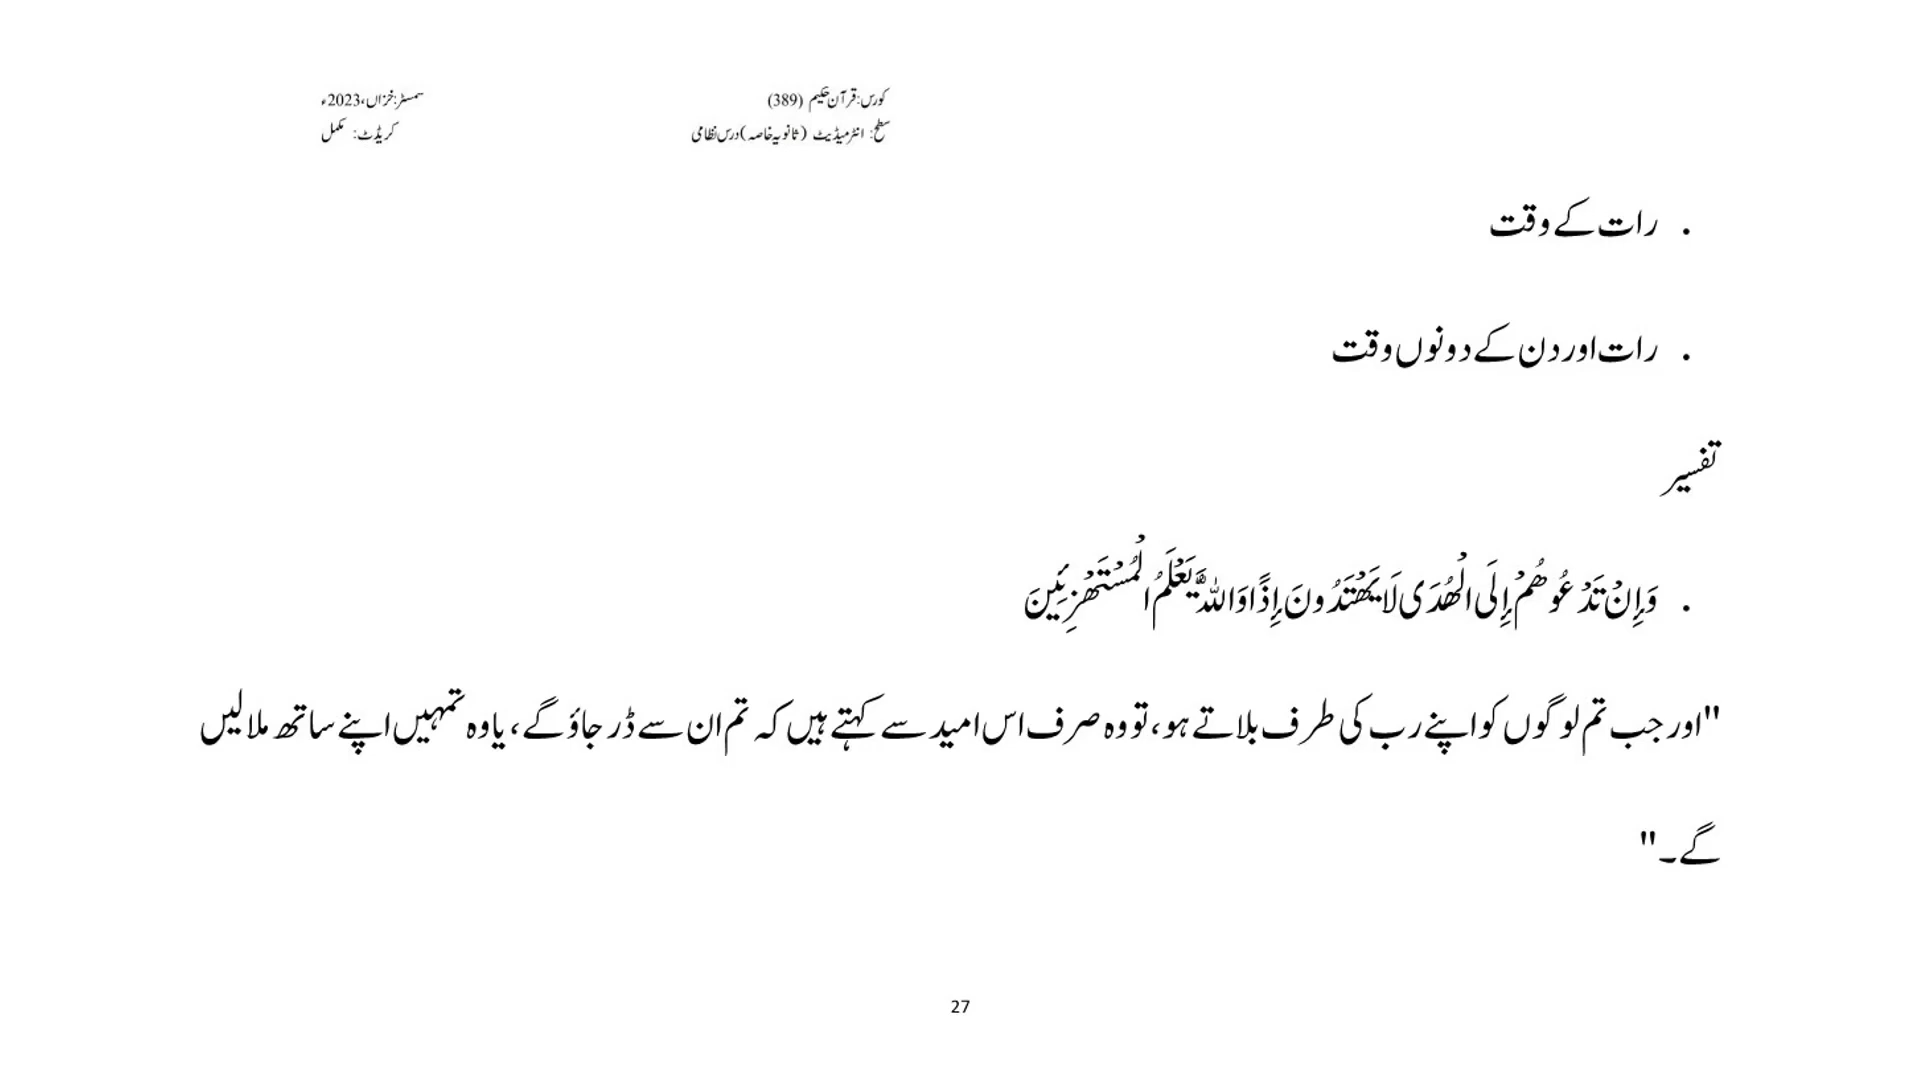 کورس: قرآن حکیم (389) سمسٹر: خزاں، 2023ء
سطح: انٹرمیڈیٹ (ثانویہ خاصہ) درس نظامی کریڈٹ: مکمل
• رات کے وقت
• رات اور دن کے دونوں وقت
تفسیر
• وَإِنْ تَدْعُوهُمْ إِلَى الْهُدَى لَا يَهْتَدُونَ إِذًا وَاللَّهُ يَعْلَمُ الْمُسْتَهْزِئِينَ
"اور جب تم لوگوں کو اپنے رب کی طرف بلاتے ہو، تو وہ صرف اس امید سے کہتے ہیں کہ تم ان سے ڈر جاؤ گے، یا وہ تمہیں اپنے ساتھ ملا لیں
گے۔"
27